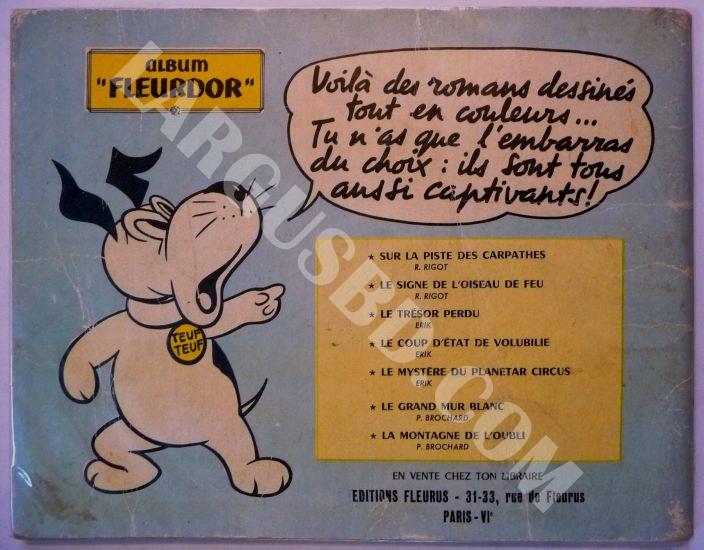 ALBUM
"FLEURDOR"
Voilà des romans dessinés
tout en couleurs...
Tu n'as que l'embarras
du choix : ils sont tous
aussi captivants!
TEUF
TEUF
★ SUR LA PISTE DES CARPATHES
R. RIGOT
★ LE SIGNE DE L'OISEAU DE FEU
R. RIGOT
★ LE TRÉSOR PERDU
ERIK
★ LE COUP D'ÉTAT DE VOLUBILIE
ERIK
★ LE MYSTÈRE DU PLANETAR CIRCUS
ERIK
★ LE GRAND MUR BLANC
P. BROCHARD
★ LA MONTAGNE DE L'OUBLI
P. BROCHARD
EN VENTE CHEZ TON LIBRAIRE
EDITIONS FLEURUS - 31-33, rue de Fleurus
PARIS-VIe
LARGUSBD.COM